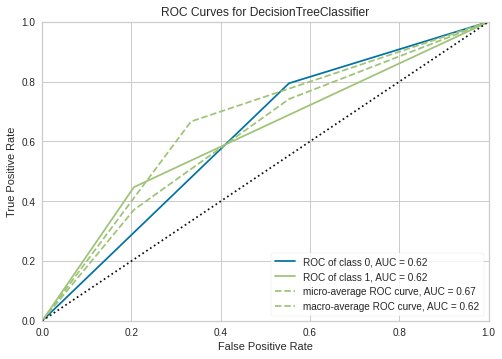 ROC Curves for DecisionTreeClassifier
True Positive Rate
1.0
0.8
0.6
0.4
0.2
0.0
ROC of class 0, AUC = 0.62
ROC of class 1, AUC = 0.62
micro-average ROC curve, AUC = 0.67
macro-average ROC curve, AUC = 0.62
0.0 0.2 0.4 0.6 0.8 1.0
False Positive Rate